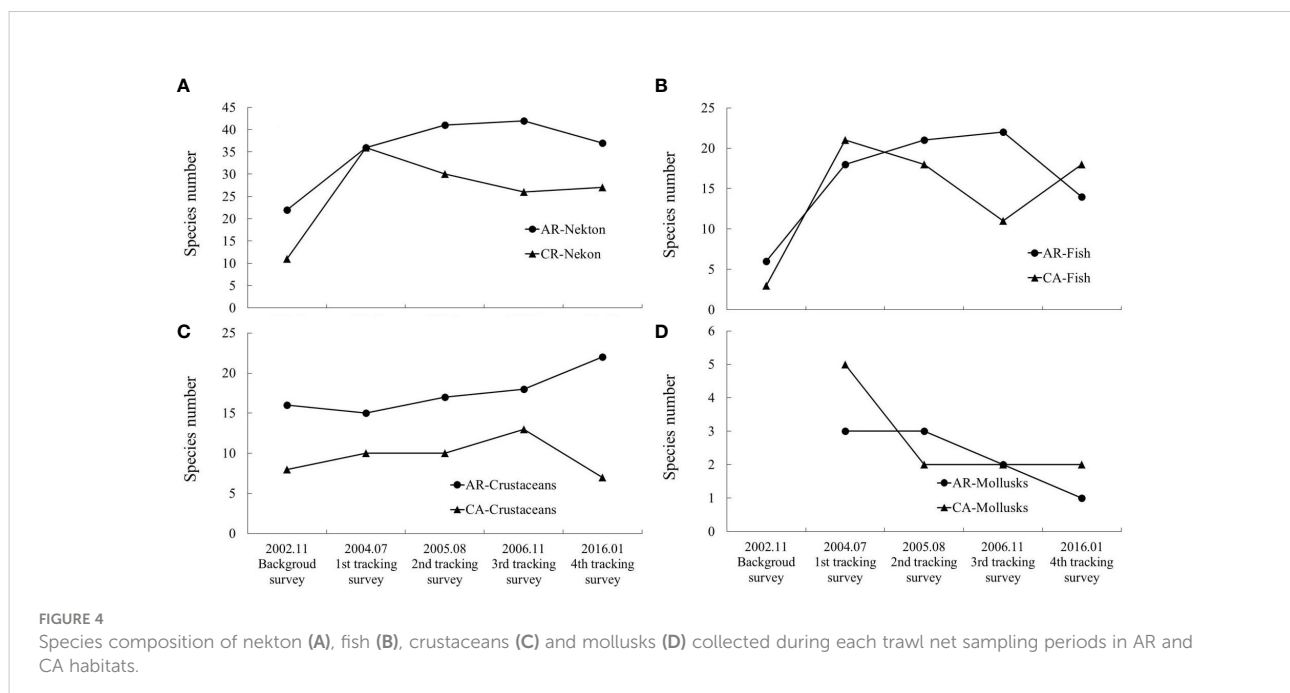 A
45
40
35
30
25
20
15
10
5
0
Species number
AR-Nekton
CR-Nekon
B
25
20
15
10
5
0
Species number
AR-Fish
CA-Fish
C
25
20
15
10
5
0
Species number
AR-Crustaceans
CA-Crustaceans
2002.11
Backgroud
survey
2004.07
1st tracking
survey
2005.08
2nd tracking
survey
2006.11
3rd tracking
survey
2016.01
4th tracking
survey
D
6
5
4
3
2
1
0
Species number
AR-Mollusks
CA-Mollusks
2002.11
Backgroud
survey
2004.07
1st tracking
survey
2005.08
2nd tracking
survey
2006.11
3rd tracking
survey
2016.01
4th tracking
survey
FIGURE 4
Species composition of nekton (A), fish (B), crustaceans (C) and mollusks (D) collected during each trawl net sampling periods in AR and
CA habitats.